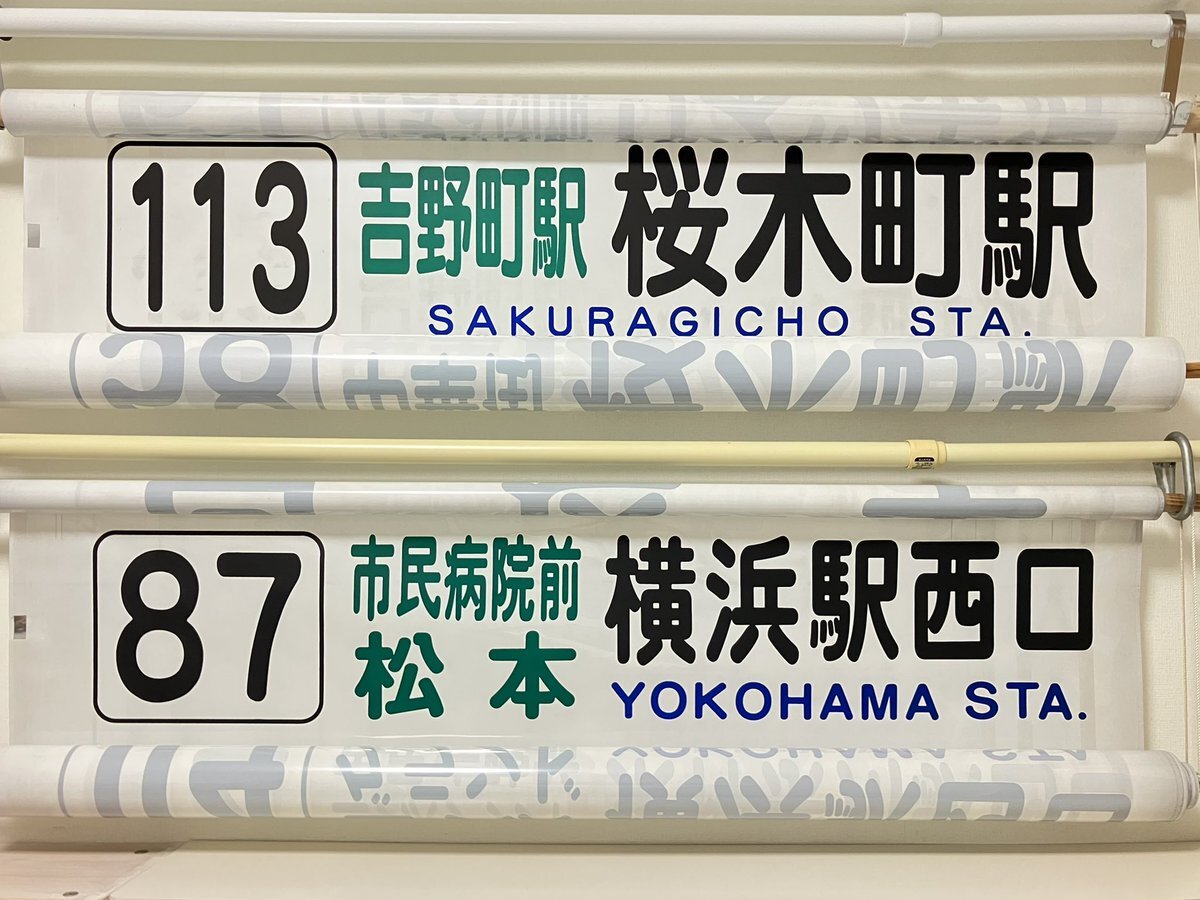 113 吉野町駅 桜木町駅
SAKURAGICHO STA.
87 市民病院前 横浜駅西口
松本 YOKOHAMA STA.